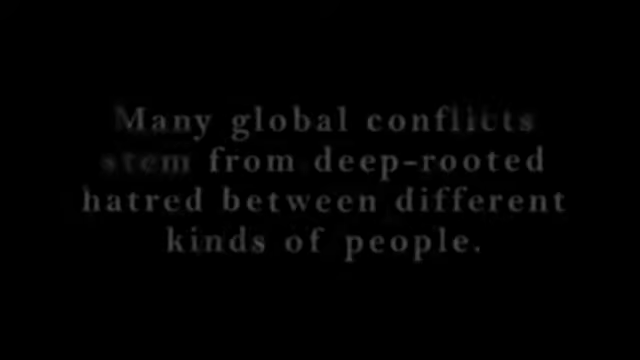 Many global conflicts
stem from deep-rooted
hatred between different
kinds of people.